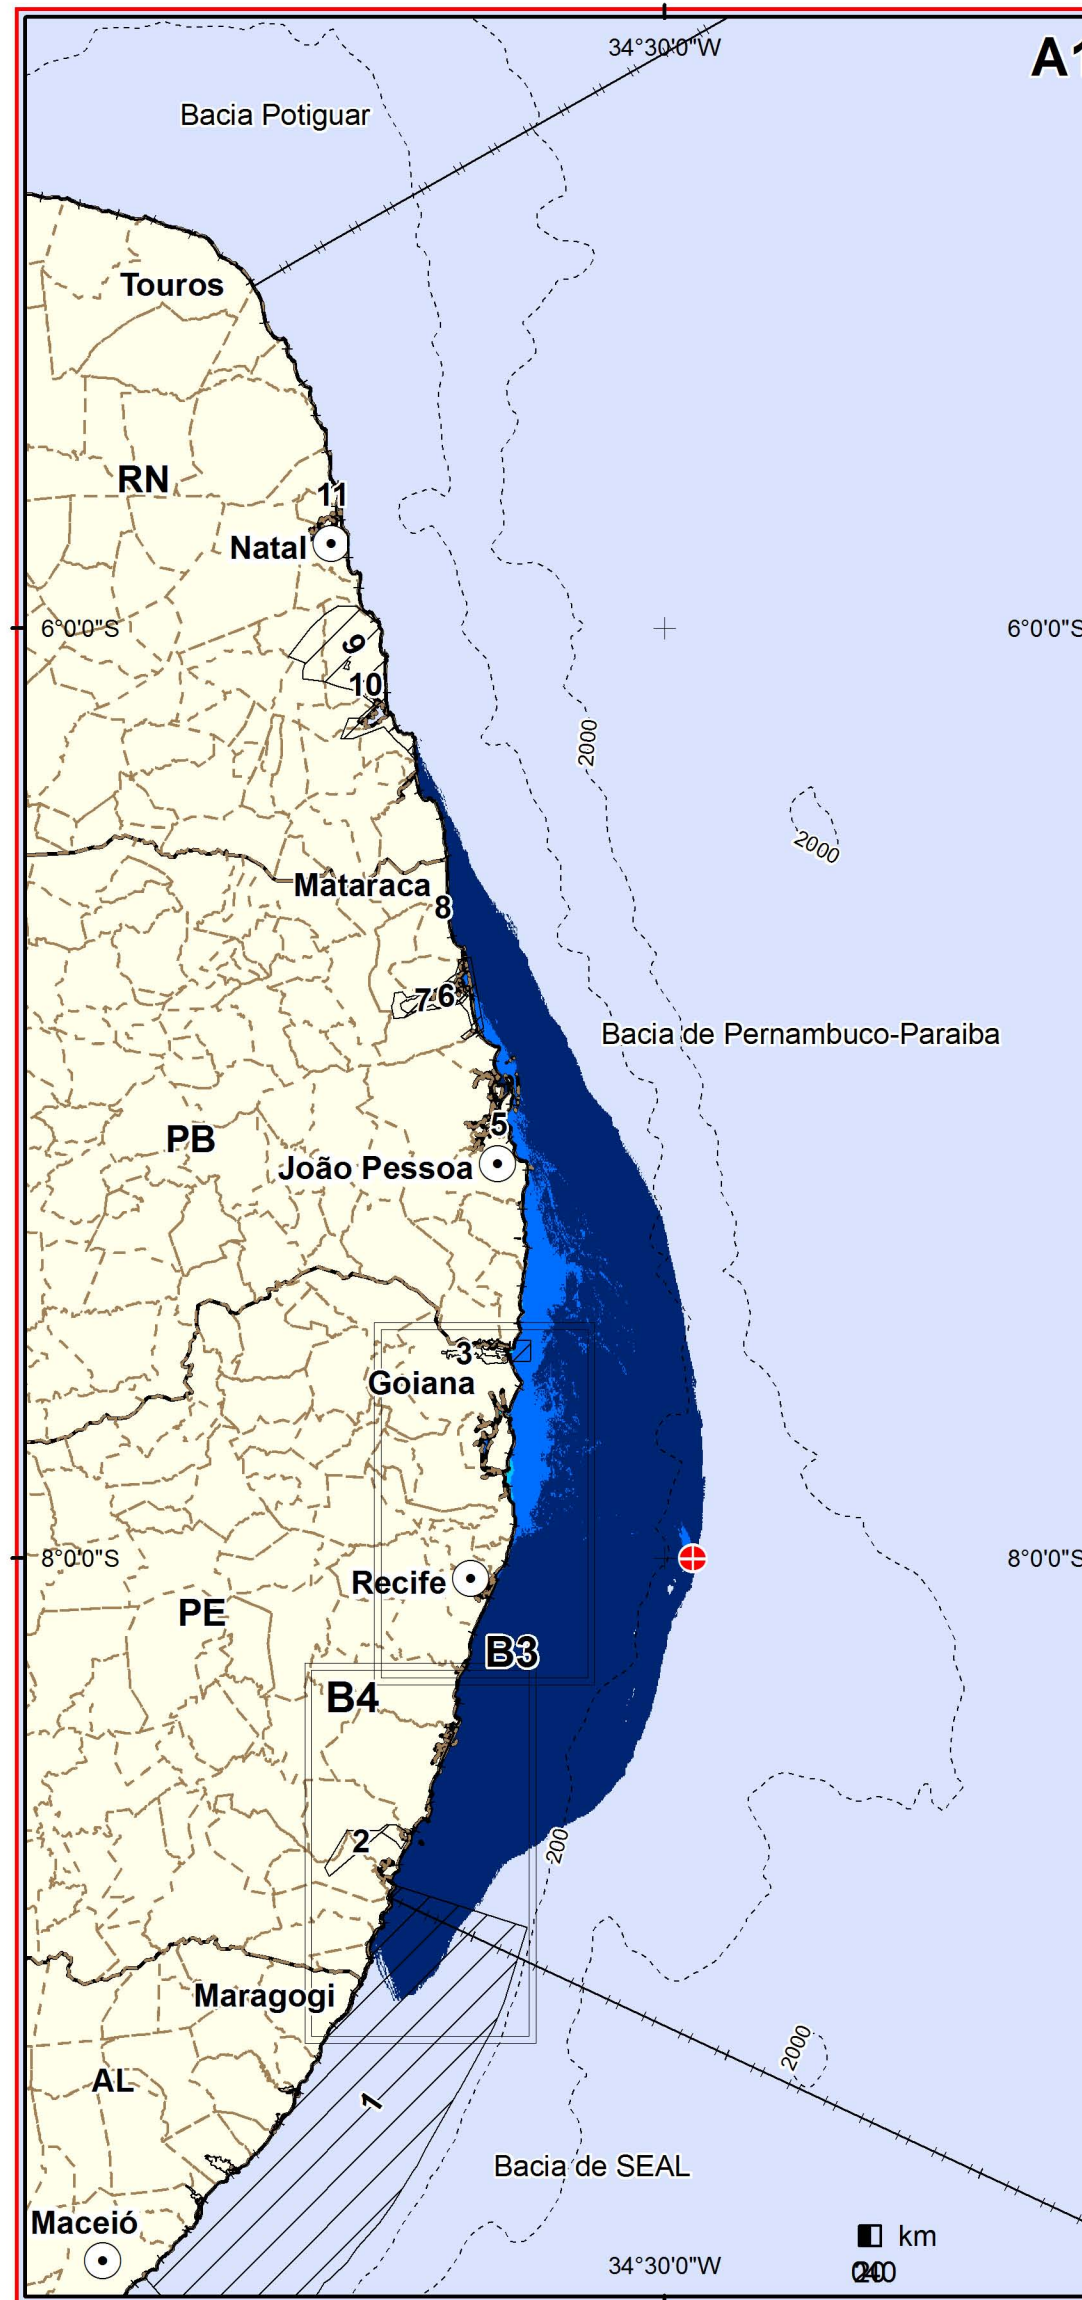 34°30'0"W
A1
Bacia Potiguar
Touros
RN
11
Natal
6°0'0"S
6°0'0"S
9
10
2000
2000
Mataraca
8
7
6
Bacia de Pernambuco-Paraiba
5
PB
João Pessoa
3
Goiana
8°0'0"S
8°0'0"S
Recife
PE
B3
B4
2
200
Maragogi
2000
AL
1
Bacia de SEAL
Maceió
km
34°30'0"W